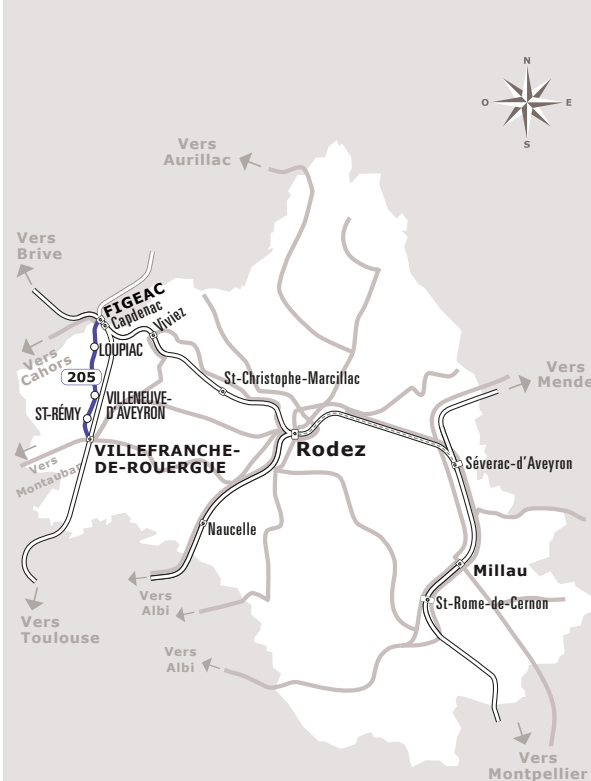 N
O
E
S
Vers
Aurillac
Vers
Brive
FIGEAC
Capdenac
Viviez
LOUPIAC
Vers
Cahors
205
Vers
Mende
St-Christophe-Marcillac
VILLENEUVE-
D'AVEYRON
ST-RÉMY
VILLEFRANCHE-
DE-ROUERGUE
Rodez
Vers
Montauban
Séverac-d'Aveyron
Naucelle
Millau
Vers
Albi
St-Rome-de-Cernon
Vers
Toulouse
Vers
Albi
Vers
Montpellier